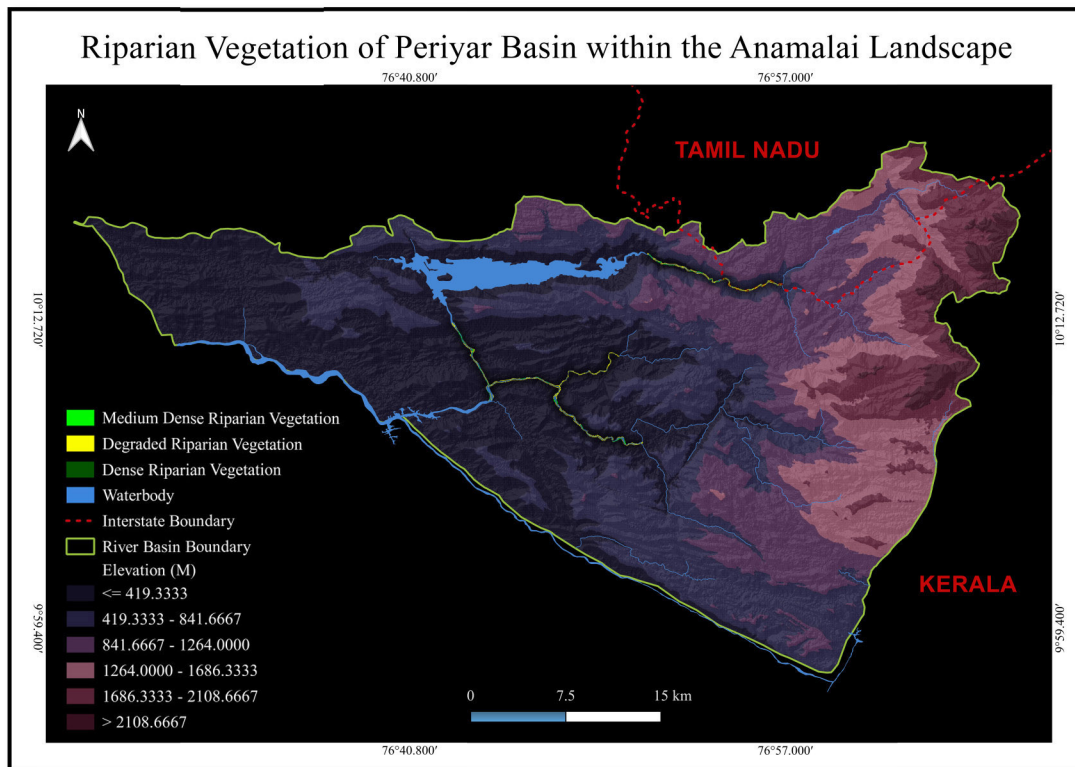 Riparian Vegetation of Periyar Basin within the Anamalai Landscape
76°40.800′
76°57.000′
N
TAMIL NADU
10°12.720′
10°12.720′
Medium Dense Riparian Vegetation
Degraded Riparian Vegetation
Dense Riparian Vegetation
Waterbody
Interstate Boundary
River Basin Boundary
Elevation (M)
<= 419.3333
419.3333 - 841.6667
841.6667 - 1264.0000
1264.0000 - 1686.3333
1686.3333 - 2108.6667
> 2108.6667
KERALA
9°59.400′
9°59.400′
0
7.5
15 km
76°40.800′
76°57.000′